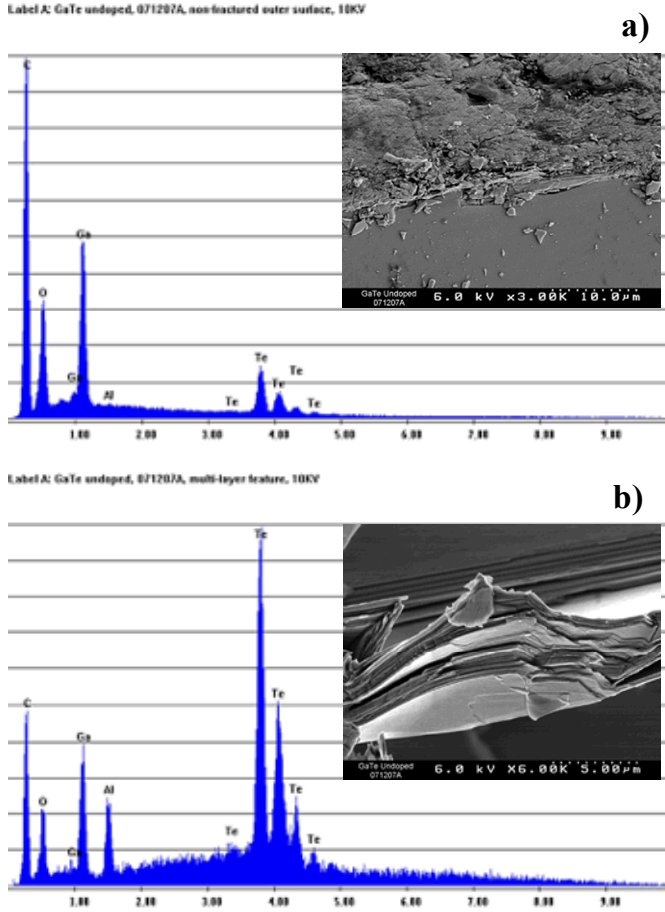 Label A: GaTe undoped, 071207A, non-fractured outer surface, 10KV
a)
C
Ga
O
Ga
Al
Te
Te
Te
Te
Te
GaTe Undoped
071207A
6.0 kV x3.00K 10.0µm
1.00 2.00 3.00 4.00 5.00 6.00 7.00 8.00 9.00
Label A: GaTe undoped, 071207A, multi-layer feature, 10KV
b)
Te
C
Te
Ga
Al
Te
O
Te
Te
Ga
GaTe Undoped
071207A
6.0 kV X6.00K 5.00µm
1.00 2.00 3.00 4.00 5.00 6.00 7.00 8.00 9.00